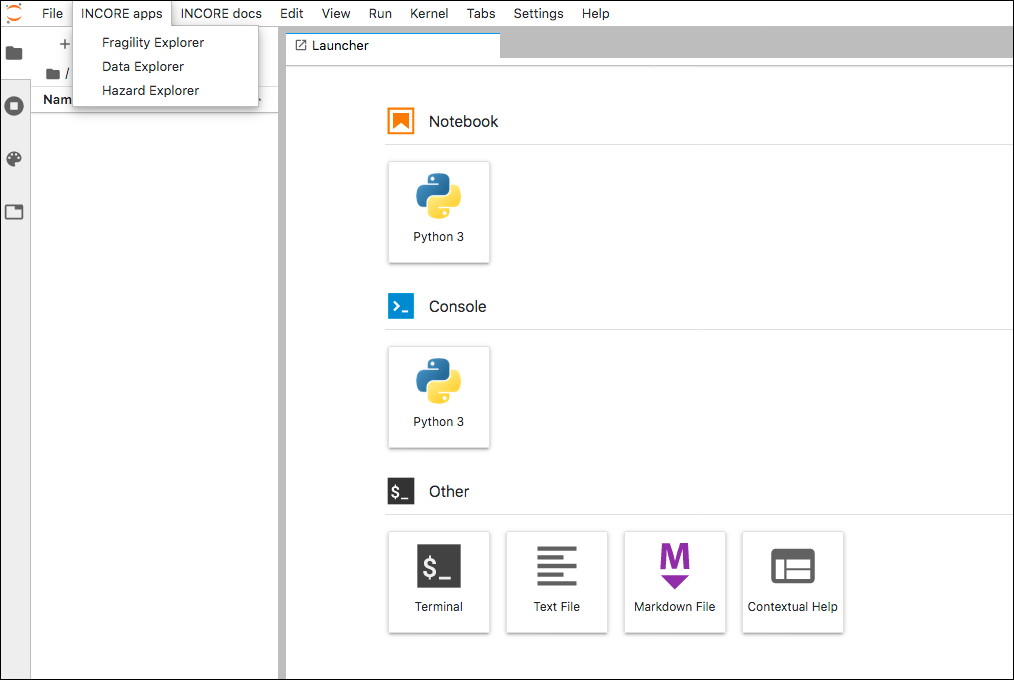 File INCORE apps INCORE docs Edit View Run Kernel Tabs Settings Help
Fragility Explorer
Data Explorer
Hazard Explorer
+
/
Launcher
Notebook
Python 3
Console
Python 3
$_ Other
$_
Terminal
Text File
M
Markdown File
Contextual Help